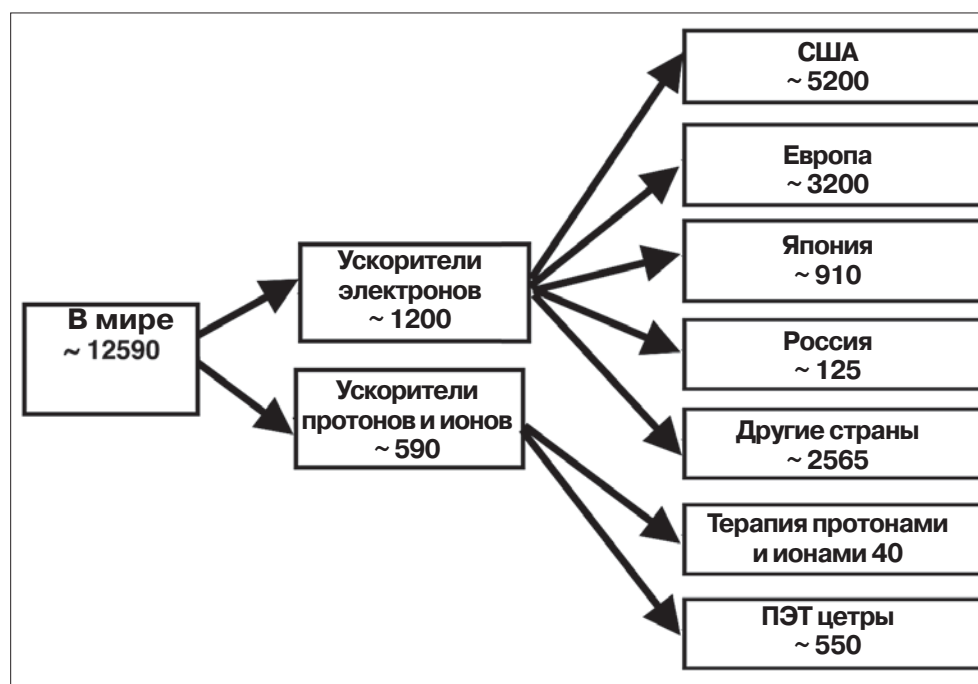 В мире
~ 12590
Ускорители
электронов
~ 1200
Ускорители
протонов и ионов
~ 590
США
~ 5200
Европа
~ 3200
Япония
~ 910
Россия
~ 125
Другие страны
~ 2565
Терапия протонами
и ионами 40
ПЭТ цетры
~ 550